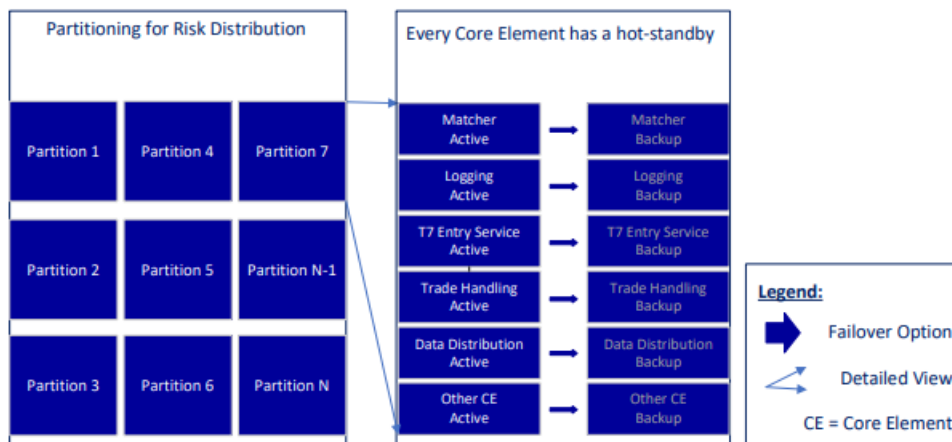 Partitioning for Risk Distribution
Partition 1
Partition 4
Partition 7
Partition 2
Partition 5
Partition N-1
Partition 3
Partition 6
Partition N
Every Core Element has a hot-standby
Matcher
Active
Matcher
Backup
Logging
Active
Logging
Backup
T7 Entry Service
Active
T7 Entry Service
Backup
Trade Handling
Active
Trade Handling
Backup
Data Distribution
Active
Data Distribution
Backup
Other CE
Active
Other CE
Backup
Legend:
Failover Option
Detailed View
CE = Core Element